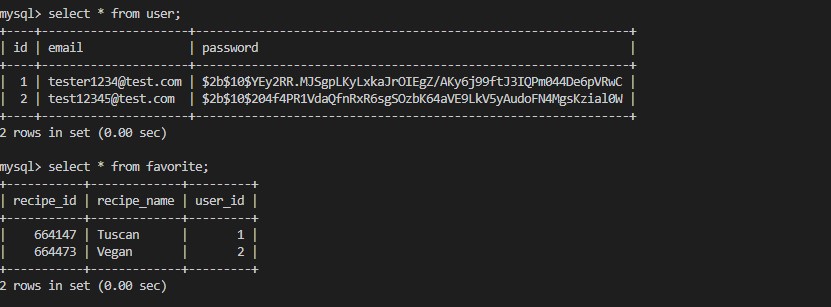 mysql> select * from user;
+----+---------------------+--------------------------------------------------------------+
| id | email               | password                                                     |
+----+---------------------+--------------------------------------------------------------+
|  1 | tester1234@test.com | $2b$10$YEy2RR.MJSgpLKyLxkaJrOIEgZ/AKy6j99ftJ3IQPm044De6pVRwC |
|  2 | test12345@test.com  | $2b$10$204f4PR1VdaQfnRxR6sgSOzbK64aVE9LkV5yAudoFN4MgsKzial0W |
+----+---------------------+--------------------------------------------------------------+
2 rows in set (0.00 sec)
mysql> select * from favorite;
+-----------+-------------+---------+
| recipe_id | recipe_name | user_id |
+-----------+-------------+---------+
|    664147 | Tuscan      |       1 |
|    664473 | Vegan       |       2 |
+-----------+-------------+---------+
2 rows in set (0.00 sec)